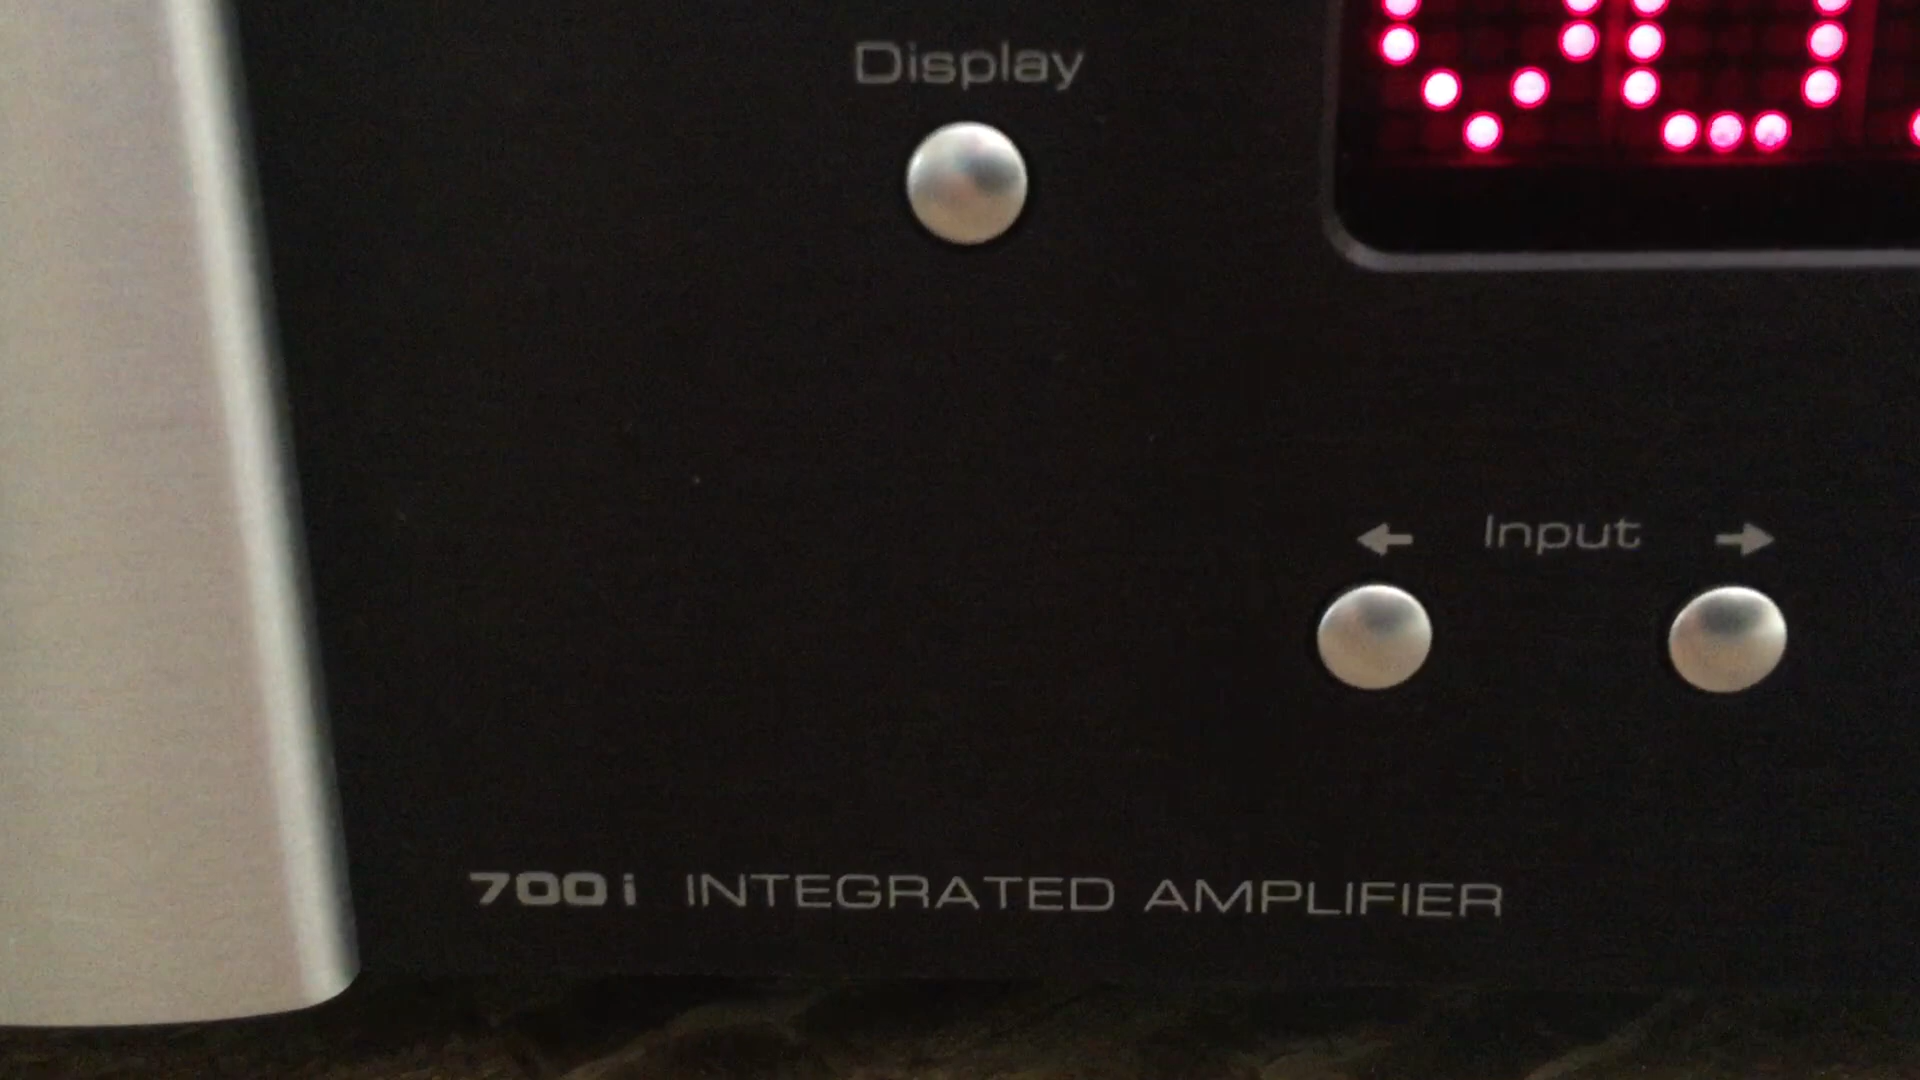 Display
← Input →
700i INTEGRATED AMPLIFIER